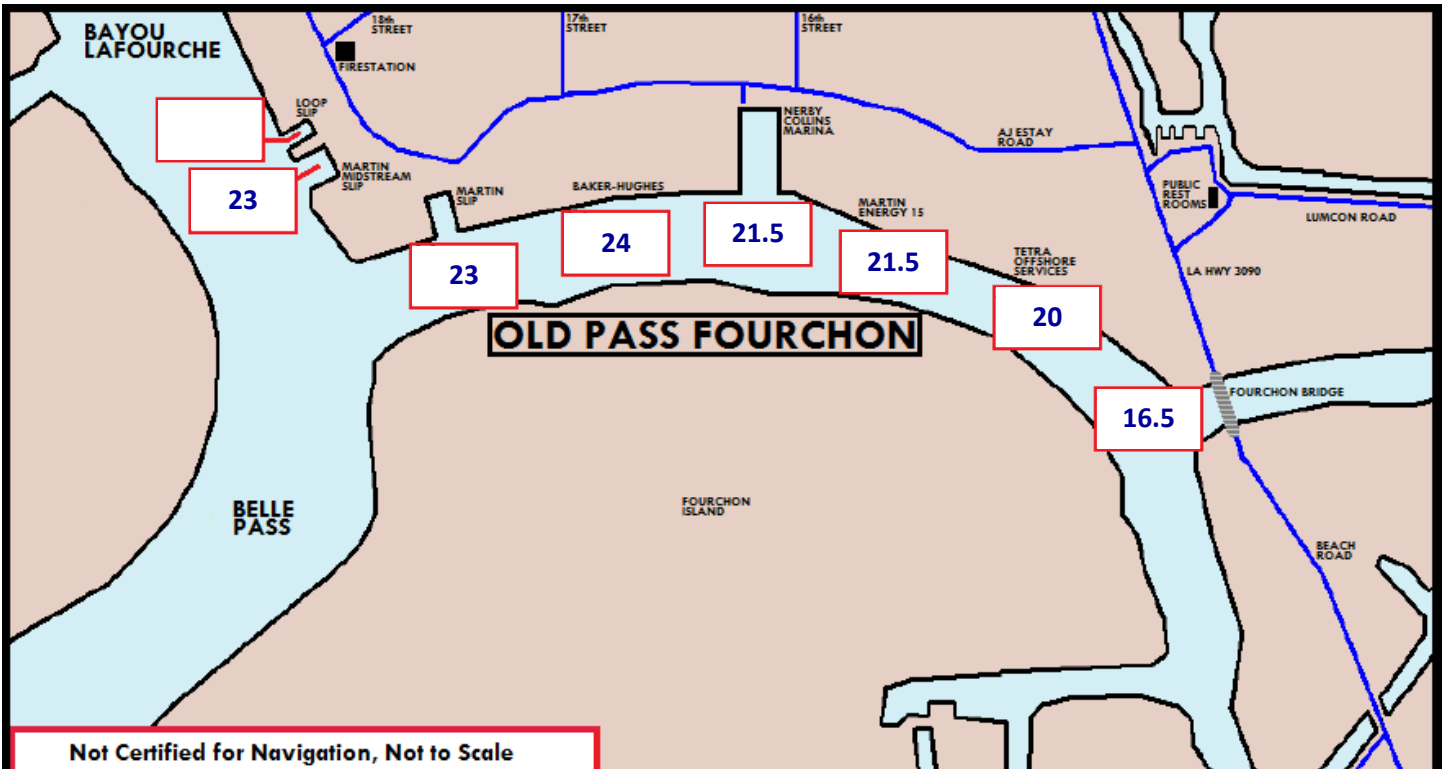 BAYOU
LAFOURCHE
18th
STREET
17th
STREET
16th
STREET
FIRESTATION
LOOP
SLIP
NERBY
COLLINS
MARINA
AJ ESTAY
ROAD
MARTIN
MIDSTREAM
SLIP
23
MARTIN
SLIP
BAKER-HUGHES
MARTIN
ENERGY 15
PUBLIC
REST
ROOMS
LUMCON ROAD
23
24
21.5
21.5
TETRA
OFFSHORE
SERVICES
20
LA HWY 3090
OLD PASS FOURCHON
16.5
FOURCHON BRIDGE
BELLE
PASS
FOURCHON
ISLAND
BEACH
ROAD
Not Certified for Navigation, Not to Scale